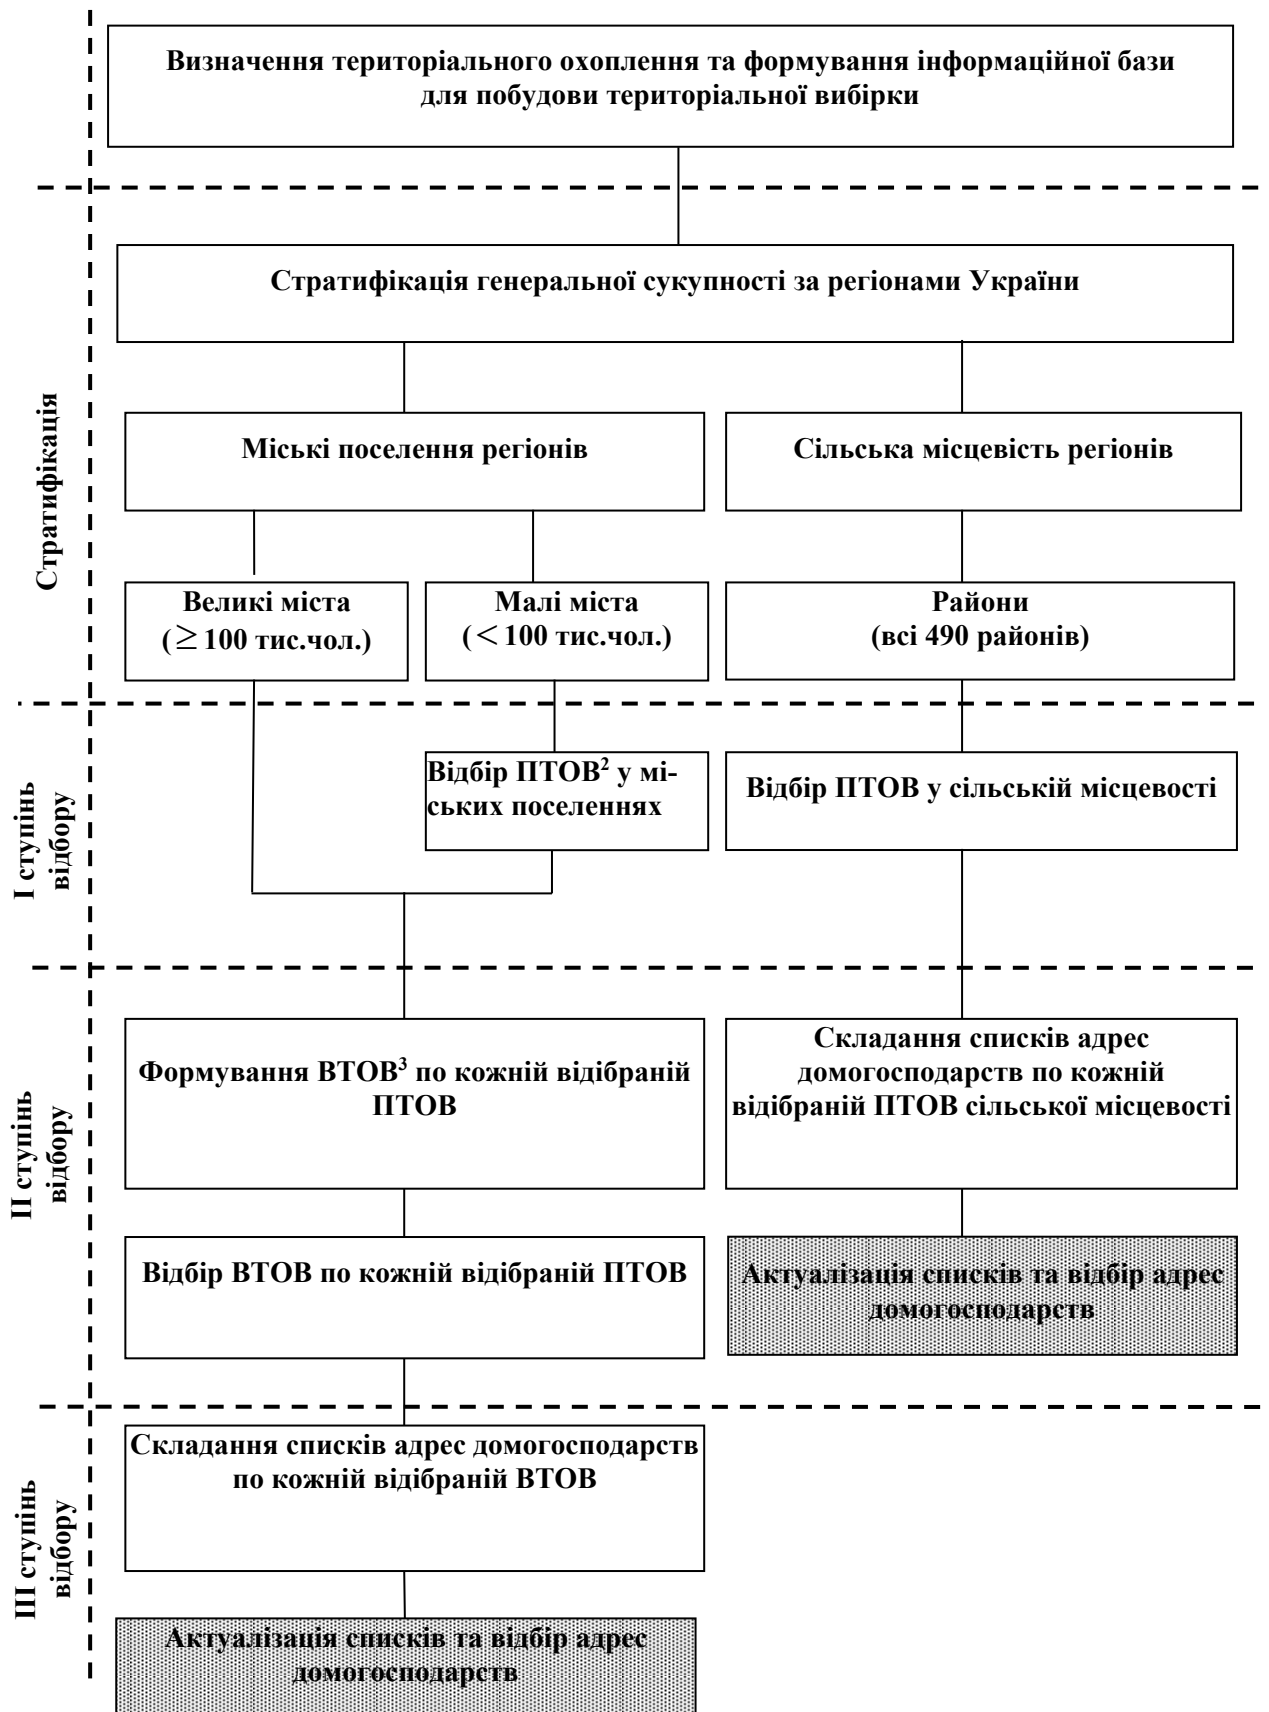 Визначення територіального охоплення та формування інформаційної бази
для побудови територіальної вибірки
Стратифікація
Стратифікація генеральної сукупності за регіонами України
Міські поселення регіонів
Сільська місцевість регіонів
Великі міста
(≥100 тис.чол.)
Малі міста
(<100 тис.чол.)
Райони
(всі 490 районів)
І ступінь
відбору
Відбір ПТОВ² у мі-
ських поселеннях
Відбір ПТОВ у сільській місцевості
ІІ ступінь
відбору
Формування ВТОВ³ по кожній відібраній
ПТОВ
Складання списків адрес
домогосподарств по кожній
відібраній ПТОВ сільської місцевості
Відбір ВТОВ по кожній відібраній ПТОВ
Актуалізація списків та відбір адрес
домогосподарств
ІІІ ступінь
відбору
Складання списків адрес домогосподарств
по кожній відібраній ВТОВ
Актуалізація списків та відбір адрес
домогосподарств